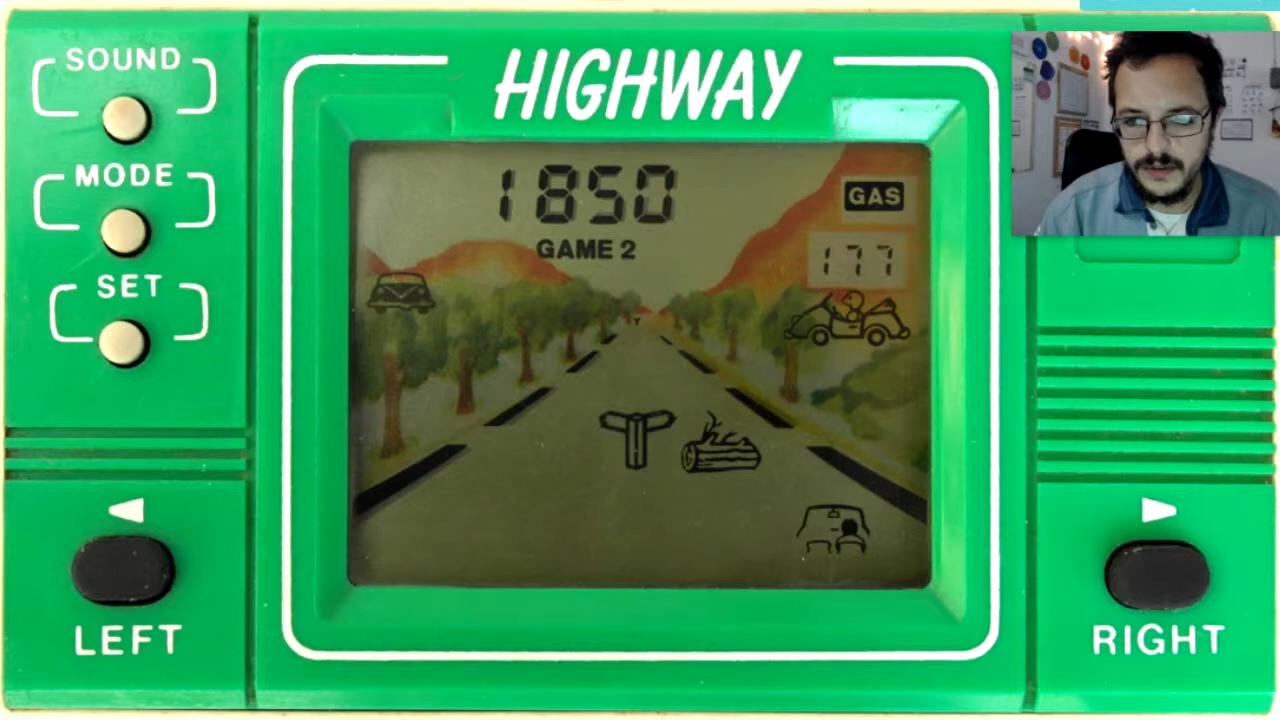 SOUND
HIGHWAY
1850
GAS
MODE
GAME 2
177
SET
LEFT
RIGHT